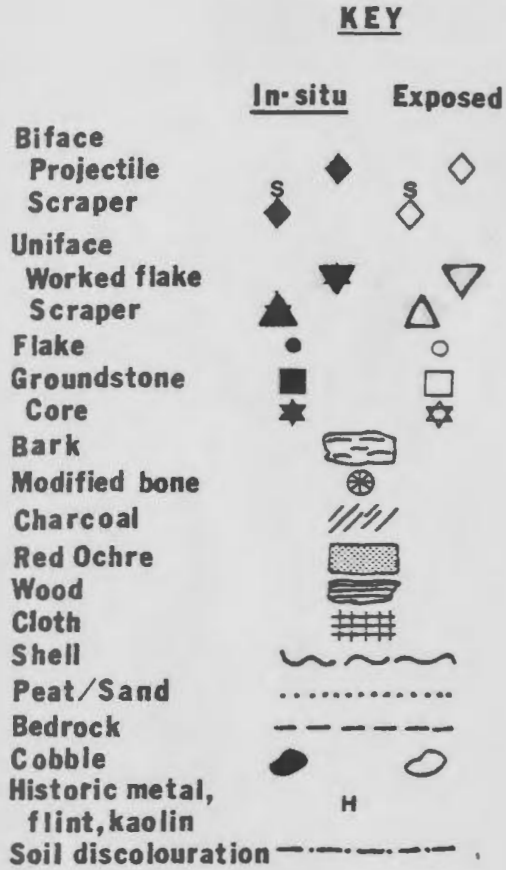 KEY
In-situ Exposed
Biface
Projectile
S S
Scraper
Uniface
Worked flake
Scraper
Flake
Groundstone
Core
Bark
Modified bone
Charcoal
Red Ochre
Wood
Cloth
Shell
Peat/Sand
Bedrock
Cobble
Historic metal,
H
flint, kaolin
Soil discolouration